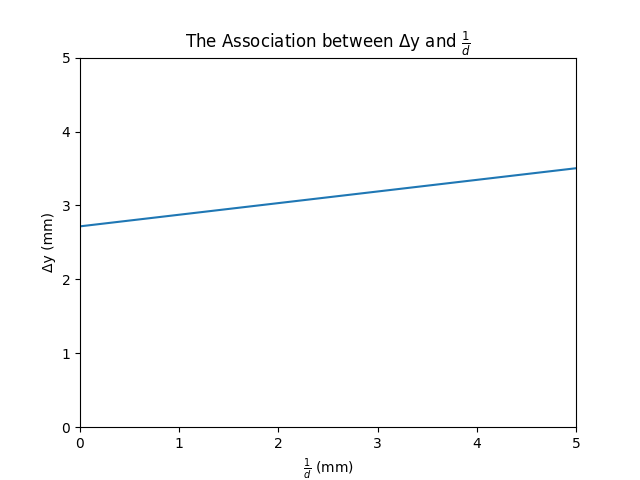 The Association between Δy and 1/d
5
4
3
2
1
0
Δy (mm)
0 1 2 3 4 5
1/d (mm)